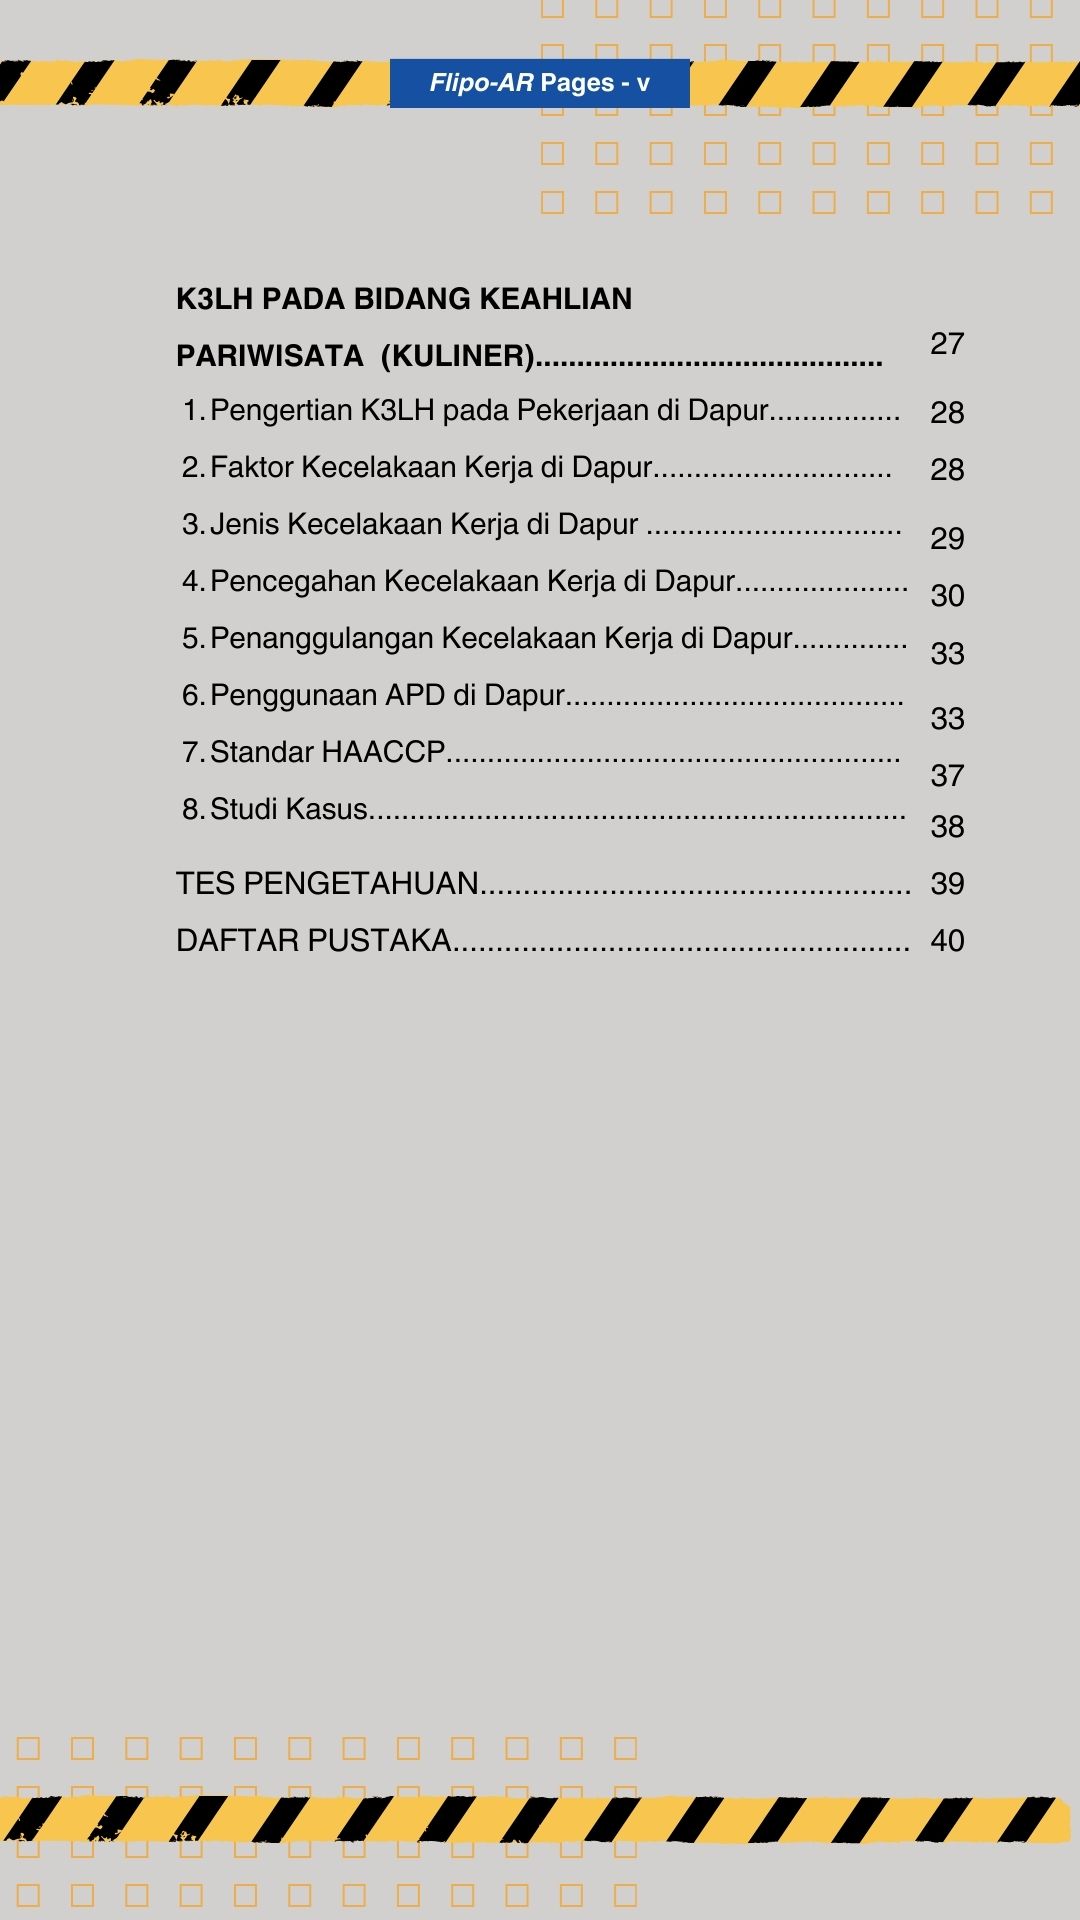 Flipo-AR Pages - v
K3LH PADA BIDANG KEAHLIAN
PARIWISATA (KULINER).......................................... 27
1. Pengertian K3LH pada Pekerjaan di Dapur................ 28
2. Faktor Kecelakaan Kerja di Dapur............................. 28
3. Jenis Kecelakaan Kerja di Dapur ............................... 29
4. Pencegahan Kecelakaan Kerja di Dapur..................... 30
5. Penanggulangan Kecelakaan Kerja di Dapur.............. 33
6. Penggunaan APD di Dapur......................................... 33
7. Standar HAACCP....................................................... 37
8. Studi Kasus................................................................. 38
TES PENGETAHUAN.................................................. 39
DAFTAR PUSTAKA..................................................... 40